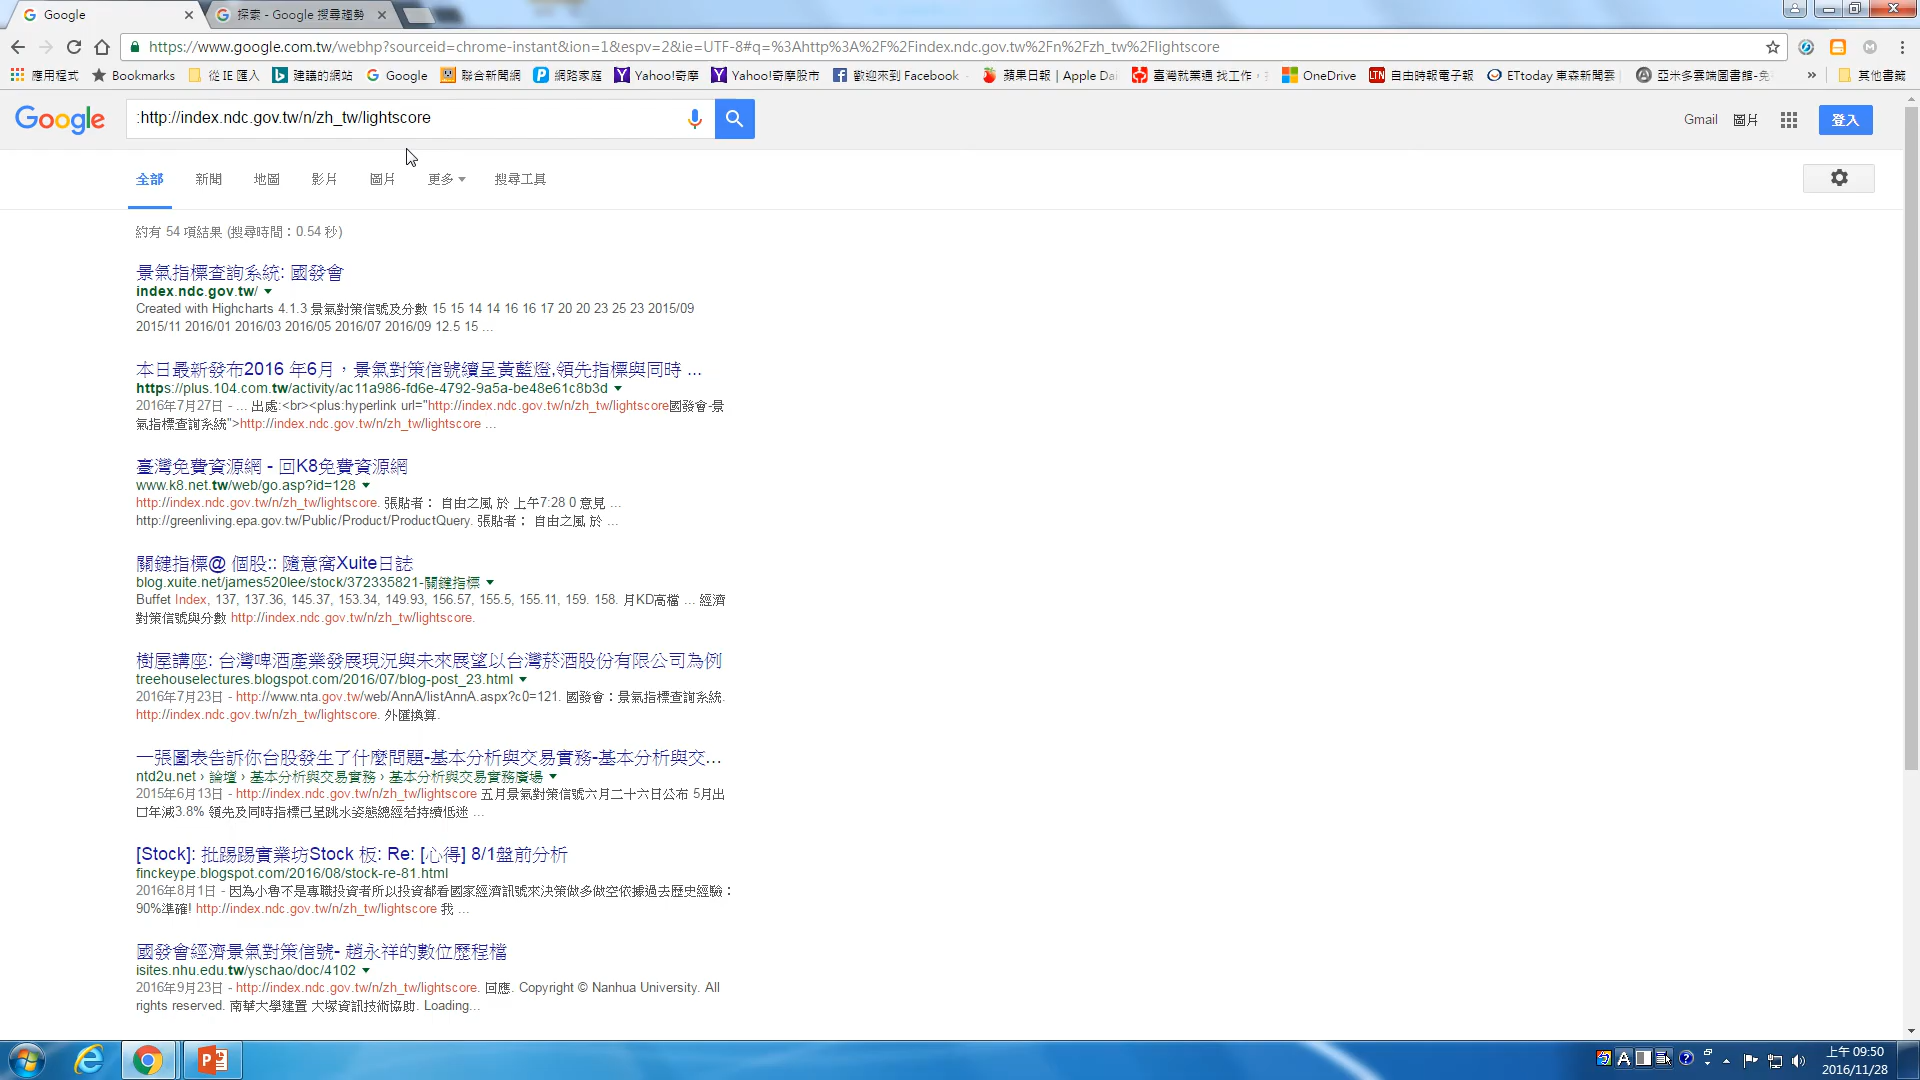 Google
探索 - Google 搜尋趨勢
https://www.google.com.tw/webhp?sourceid=chrome-instant&ion=1&espv=2&ie=UTF-8#q=%3Ahttp%3A%2F%2Findex.ndc.gov.tw%2Fn%2Fzh_tw%2Flightscore
應用程式 Bookmarks 從 IE 匯入 建議的網站 Google 聯合新聞網 網路家庭 Yahoo!奇摩 Yahoo!奇摩股市 歡迎來到 Facebook 蘋果日報 | Apple Dai 臺灣就業通 找工作， OneDrive 自由時報電子報 ETtoday 東森新聞雲 亞米多雲端圖書館-免 » 其他書籤
Google :http://index.ndc.gov.tw/n/zh_tw/lightscore Gmail 圖片 登入
全部 新聞 地圖 影片 圖片 更多 搜尋工具
約有 54 項結果 (搜尋時間：0.54 秒)
景氣指標查詢系統: 國發會
index.ndc.gov.tw/
Created with Highcharts 4.1.3 景氣對策信號及分數 15 15 14 14 16 16 17 20 20 23 25 23 2015/09
2015/11 2016/01 2016/03 2016/05 2016/07 2016/09 12.5 15 ...
本日最新發布2016 年6月，景氣對策信號續呈黃藍燈,領先指標與同時 ...
https://plus.104.com.tw/activity/ac11a986-fd6e-4792-9a5a-be48e61c8b3d
2016年7月27日 - ... 出處:<br><plus:hyperlink url="http://index.ndc.gov.tw/n/zh_tw/lightscore國發會-景
氣指標查詢系統">http://index.ndc.gov.tw/n/zh_tw/lightscore ...
臺灣免費資源網 - 回K8免費資源網
www.k8.net.tw/web/go.asp?id=128
http://index.ndc.gov.tw/n/zh_tw/lightscore. 張貼者： 自由之風 於 上午7:28 0 意見 ...
http://greenliving.epa.gov.tw/Public/Product/ProductQuery. 張貼者： 自由之風 於 ...
關鍵指標@ 個股:: 隨意窩Xuite日誌
blog.xuite.net/james520lee/stock/372335821-關鍵指標
Buffet Index, 137, 137.36, 145.37, 153.34, 149.93, 156.57, 155.5, 155.11, 159. 158. 月KD高檔 ... 經濟
對策信號與分數 http://index.ndc.gov.tw/n/zh_tw/lightscore.
樹屋講座: 台灣啤酒產業發展現況與未來展望以台灣菸酒股份有限公司為例
treehouselectures.blogspot.com/2016/07/blog-post_23.html
2016年7月23日 - http://www.nta.gov.tw/web/AnnA/listAnnA.aspx?c0=121. 國發會：景氣指標查詢系統.
http://index.ndc.gov.tw/n/zh_tw/lightscore. 外匯換算.
一張圖表告訴你台股發生了什麼問題-基本分析與交易實務-基本分析與交...
ntd2u.net › 論壇 › 基本分析與交易實務 › 基本分析與交易實務廣場
2015年6月13日 - http://index.ndc.gov.tw/n/zh_tw/lightscore 五月景氣對策信號六月二十六日公布 5月出
口年減3.8% 領先及同時指標已呈跳水姿態總經若持續低迷 ...
[Stock]: 批踢踢實業坊Stock 板: Re: [心得] 8/1盤前分析
finckeype.blogspot.com/2016/08/stock-re-81.html
2016年8月1日 - 因為小魯不是專職投資者所以投資都看國家經濟訊號來決策做多做空依據過去歷史經驗：
90%準確! http://index.ndc.gov.tw/n/zh_tw/lightscore 我 ...
國發會經濟景氣對策信號- 趙永祥的數位歷程檔
isites.nhu.edu.tw/yschao/doc/4102
2016年9月23日 - http://index.ndc.gov.tw/n/zh_tw/lightscore. 回應. Copyright © Nanhua University. All
rights reserved. 南華大學建置 大塚資訊技術協助. Loading...
上午 09:50
2016/11/28